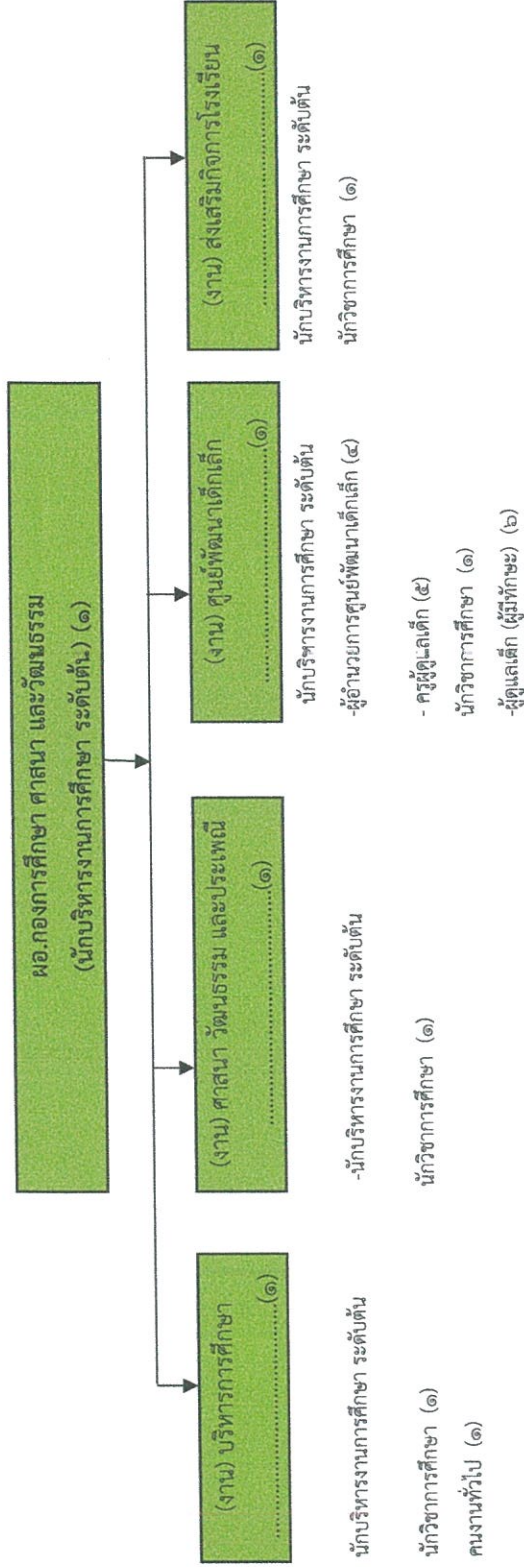 ผอ.กองการศึกษา ศาสนา และวัฒนธรรม
(นักบริหารงานการศึกษา ระดับต้น) (๑)
(งาน) บริหารการศึกษา
.......................................(๑)
นักบริหารงานการศึกษา ระดับต้น
นักวิชาการศึกษา (๑)
คนงานทั่วไป (๑)
(งาน) ศาสนา วัฒนธรรม และประเพณี
.......................................(๑)
-นักบริหารงานการศึกษา ระดับต้น
นักวิชาการศึกษา (๑)
(งาน) ศูนย์พัฒนาเด็กเล็ก
.......................................(๑)
นักบริหารงานการศึกษา ระดับต้น
-ผู้อำนวยการศูนย์พัฒนาเด็กเล็ก (๔)
- ครูผู้ดูแลเด็ก (๕)
นักวิชาการศึกษา (๑)
-ผู้ดูแลเด็ก (ผู้มีทักษะ) (๖)
(งาน) ส่งเสริมกิจการโรงเรียน
.......................................(๑)
นักบริหารงานการศึกษา ระดับต้น
นักวิชาการศึกษา (๑)